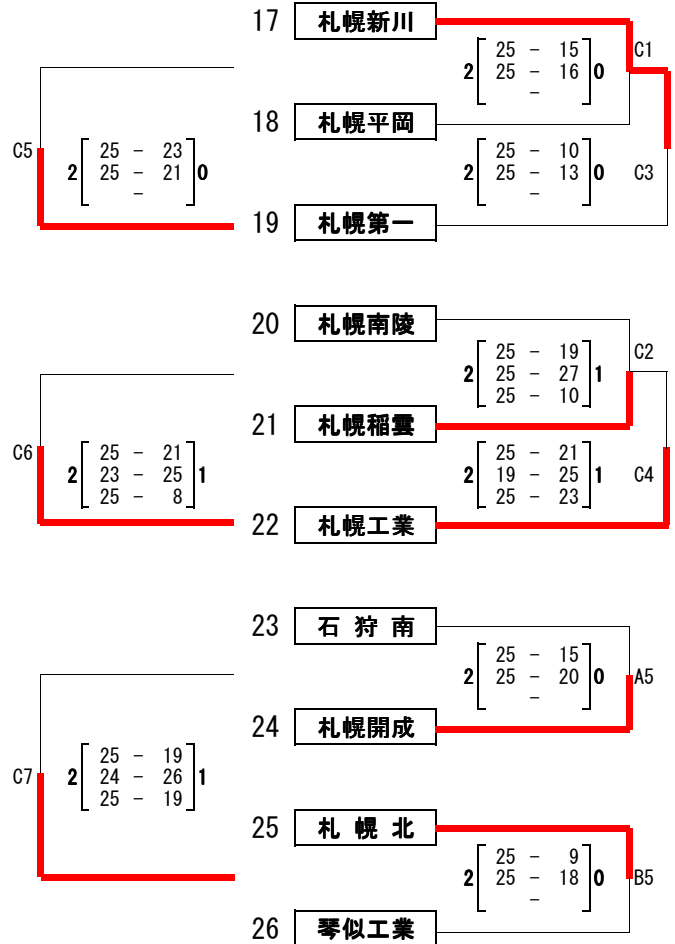 17 札幌新川
25 - 15 C1
2 25 - 16 0
-
18 札幌平岡
C5 25 - 23 25 - 10
2 25 - 21 0 2 25 - 13 0 C3
- -
19 札幌第一
20 札幌南陵
25 - 19 C2
2 25 - 27 1
25 - 10
21 札幌稲雲
C6 25 - 21 25 - 21
2 23 - 25 1 2 19 - 25 1 C4
25 - 8 25 - 23
22 札幌工業
23 石狩南
25 - 15
2 25 - 20 0 A5
-
24 札幌開成
25 - 19
C7 2 24 - 26 1
25 - 19
25 札幌北
25 - 9
2 25 - 18 0 B5
-
26 琴似工業